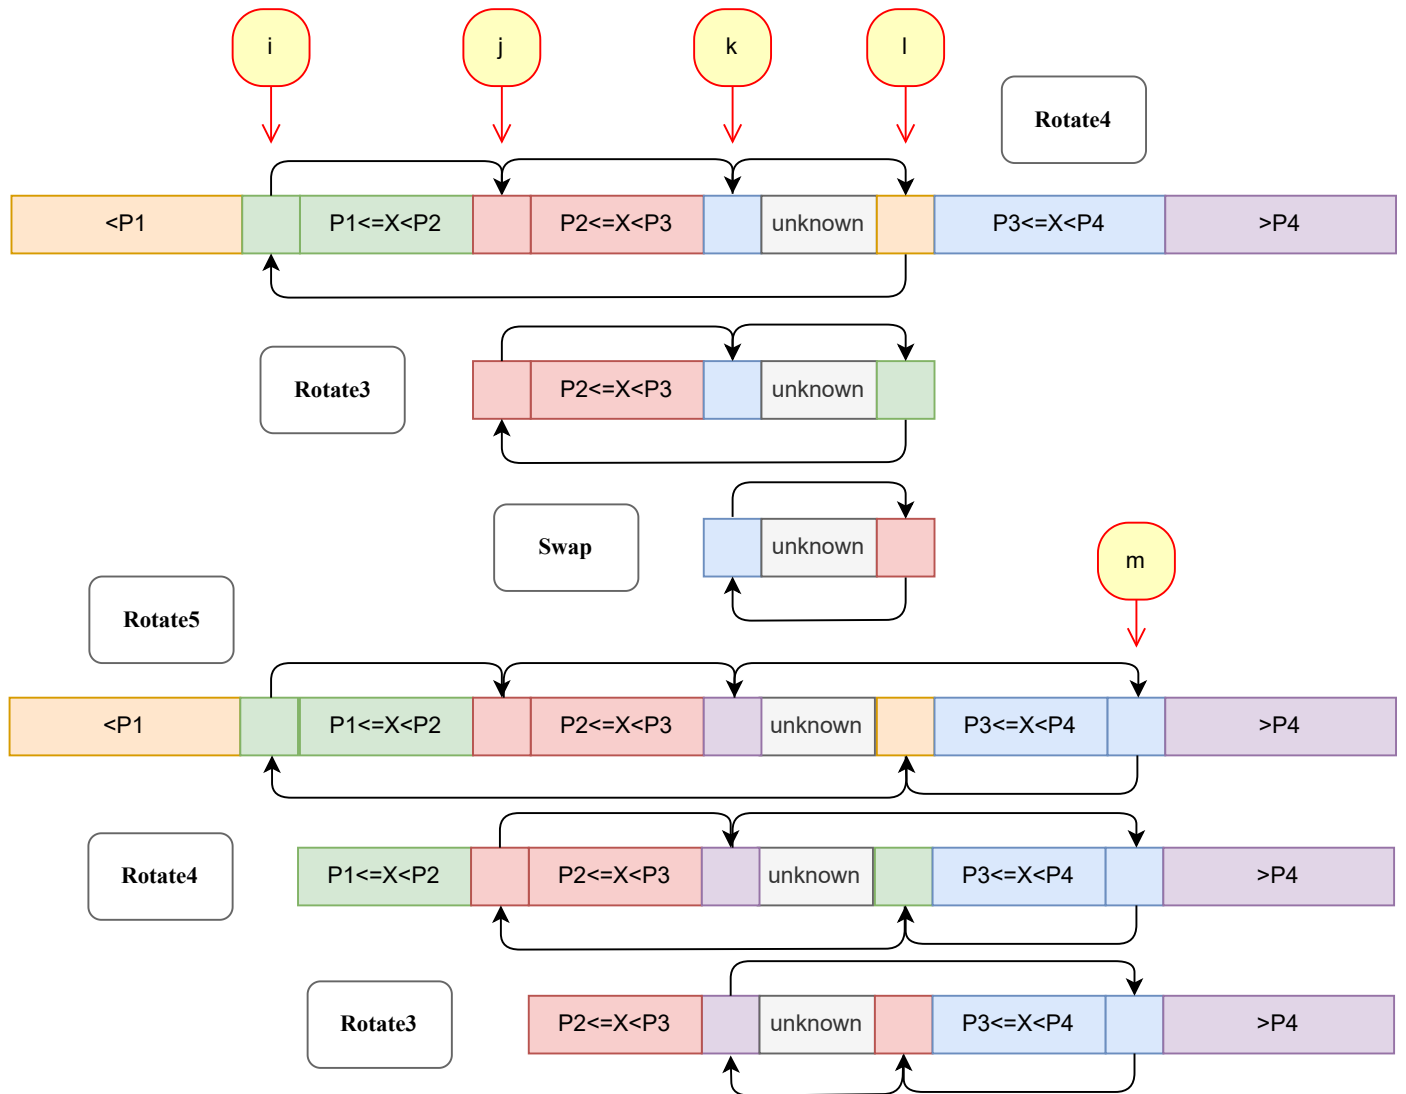 i
j
k
l
Rotate4
<P1
P1<=X<P2
P2<=X<P3
unknown
P3<=X<P4
>P4
Rotate3
P2<=X<P3
unknown
Swap
unknown
m
Rotate5
<P1
P1<=X<P2
P2<=X<P3
unknown
P3<=X<P4
>P4
Rotate4
P1<=X<P2
P2<=X<P3
unknown
P3<=X<P4
>P4
Rotate3
P2<=X<P3
unknown
P3<=X<P4
>P4